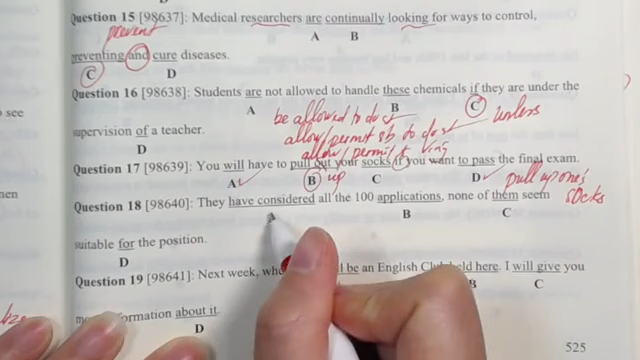 Question 15 [98637]: Medical researchers are continually looking for ways to control,
prevent
A B
preventing and cure diseases.
C D
Question 16 [98638]: Students are not allowed to handle these chemicals if they are under the
A B C
be allowed to do st unless
supervision of a teacher.
D
allow/permit sb to do st
allow/permit Ving
Question 17 [98639]: You will have to pull out your socks if you want to pass the final exam.
A B up C D pull up one's socks
Question 18 [98640]: They have considered all the 100 applications, none of them seem
A B C
suitable for the position.
D
Question 19 [98641]: Next week, be an English Club held here. I will give you
B C
about it.
D
see
men
525